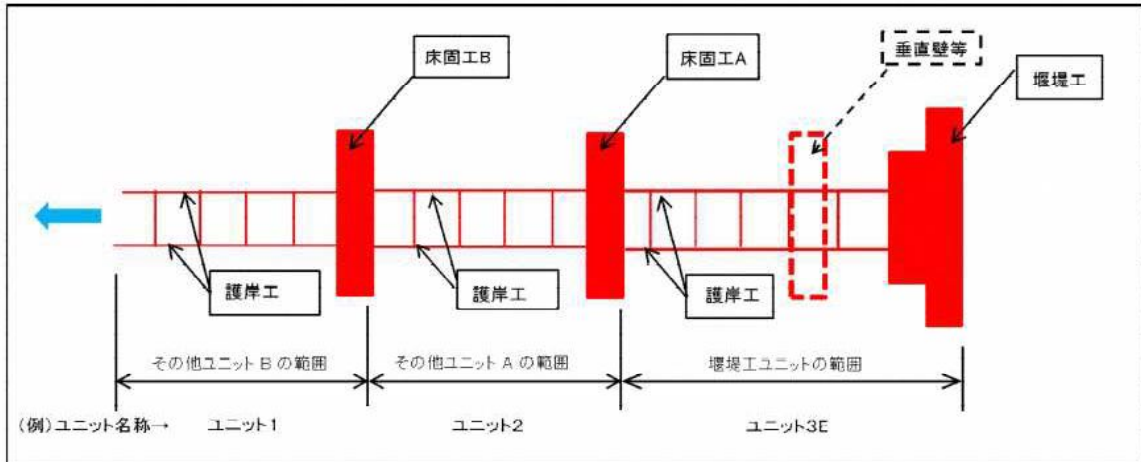 床固工B
床固工A
垂直壁等
堰堤工
護岸工
護岸工
護岸工
その他ユニットBの範囲
その他ユニットAの範囲
堰堤工ユニットの範囲
(例)ユニット名称→
ユニット1
ユニット2
ユニット3E